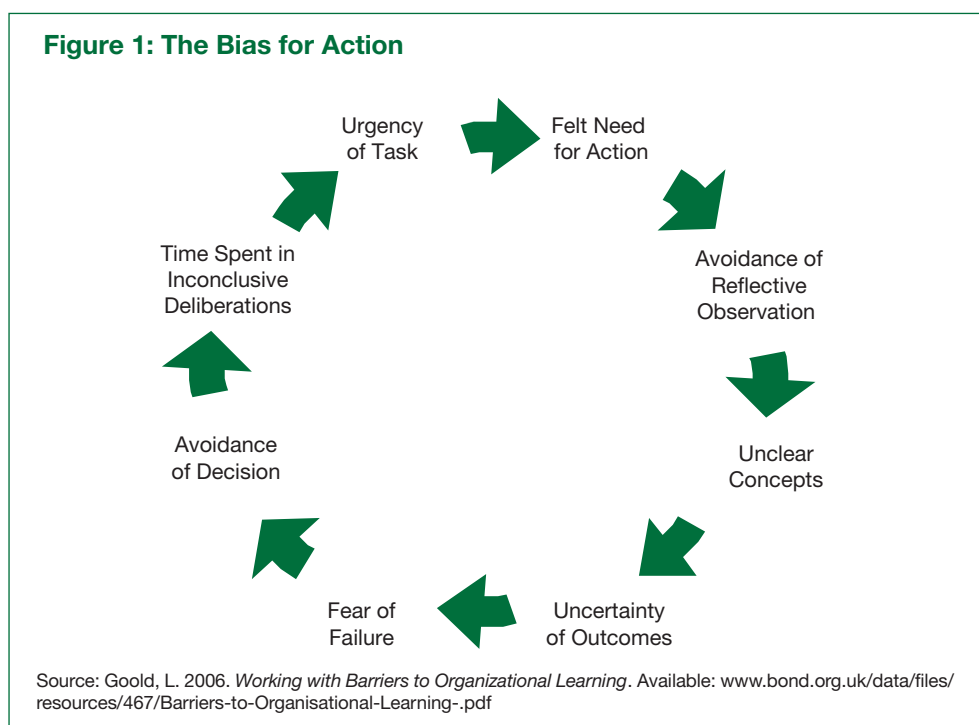 Figure 1: The Bias for Action
Urgency
of Task
Felt Need
for Action
Avoidance of
Reflective
Observation
Unclear
Concepts
Uncertainty
of Outcomes
Fear of
Failure
Avoidance
of Decision
Time Spent in
Inconclusive
Deliberations
Source: Goold, L. 2006. Working with Barriers to Organizational Learning. Available: www.bond.org.uk/data/files/
resources/467/Barriers-to-Organisational-Learning-.pdf